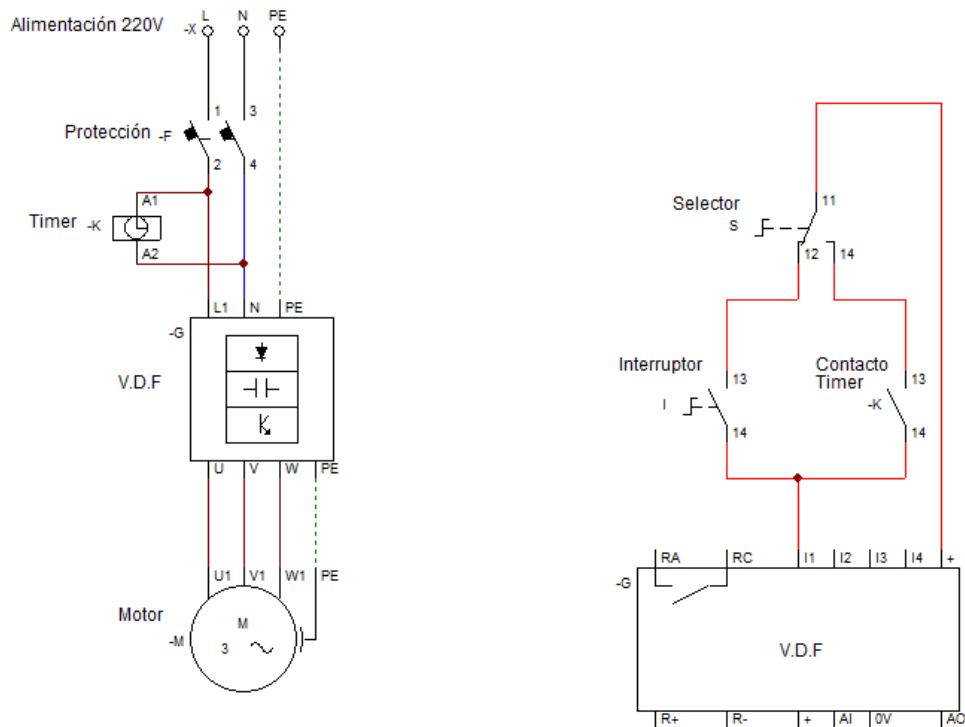 Alimentación 220V
-X
L
N
PE
1
3
Protección
-F
2
4
Timer
-K
A1
A2
L1
N
PE
-G
V.D.F
U
V
W
PE
U1
V1
W1
PE
Motor
-M
M
3
Selector
S
11
12
14
Interruptor
I
13
14
Contacto
Timer
-K
13
14
RA
RC
I1
I2
I3
I4
+
-G
V.D.F
R+
R-
+
AI
0V
AO